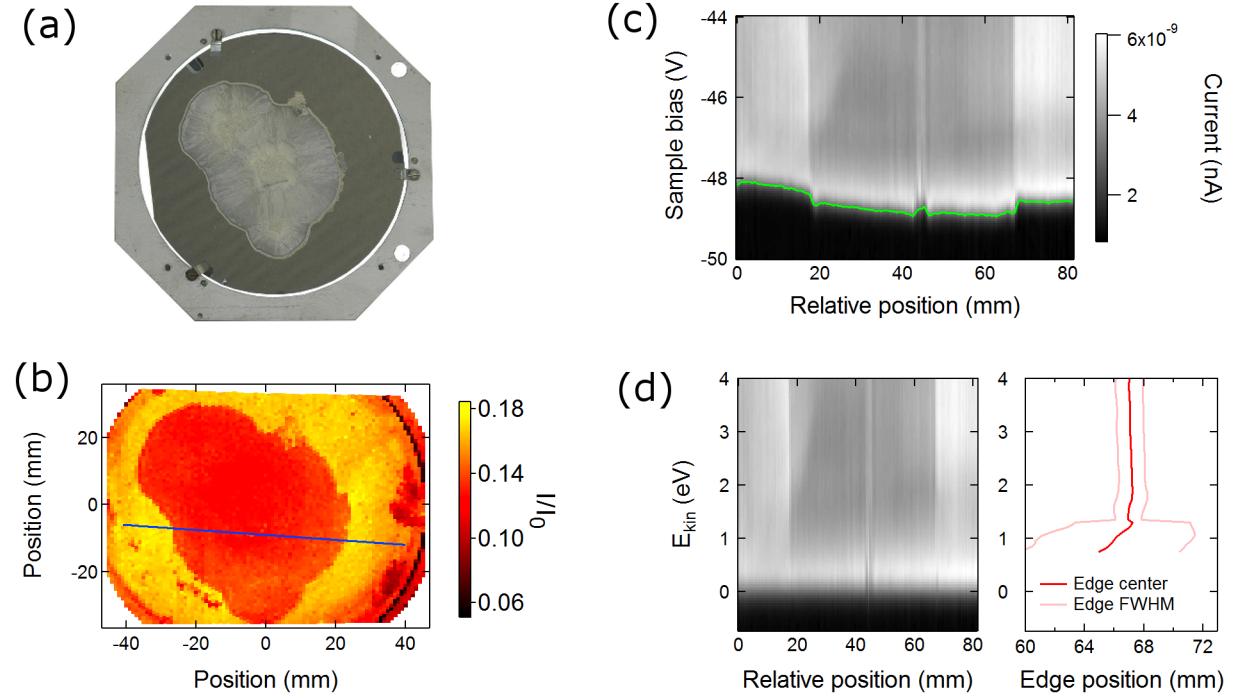 (a)
(b)
20
0
-20
Position (mm)
-40
-20
0
20
40
Position (mm)
0.18
0.14
0.10
0.06
I/I0
(c)
-44
-46
-48
-50
Sample bias (V)
0
20
40
60
80
Relative position (mm)
6x10-9
4
2
Current (nA)
(d)
4
3
2
1
0
Ekin (eV)
0
20
40
60
80
Relative position (mm)
4
3
2
1
0
Edge center
Edge FWHM
60
64
68
72
Edge position (mm)